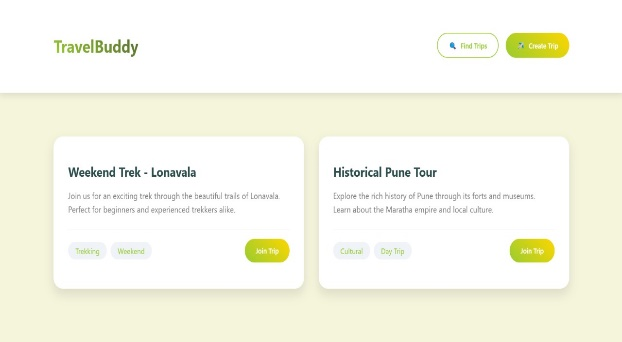 TravelBuddy
Find Trips
Create Trip
Weekend Trek - Lonavala
Join us for an exciting trek through the beautiful trails of Lonavala.
Perfect for beginners and experienced trekkers alike.
Trekking
Weekend
Join Trip
Historical Pune Tour
Explore the rich history of Pune through its forts and museums.
Learn about the Maratha empire and local culture.
Cultural
Day Trip
Join Trip